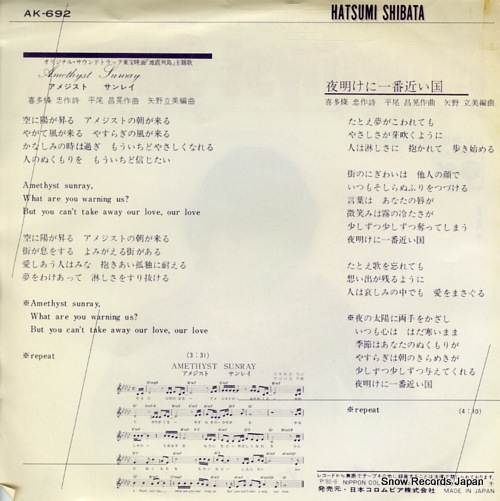 AK-692
HATSUMI SHIBATA
オリジナル・サウンドトラック東宝映画「地震列島」主題歌
Amethyst Sunray
アメジスト サンレイ
喜多條 忠作詩 平尾 昌晃作曲 矢野立美編曲
空に陽が昇る アメジストの朝が来る
やがて風が来る やすらぎの風が来る
かなしみの時は過ぎ もういちどやさしくなれる
人のぬくもりを もういちど信じたい
Amethyst sunray,
What are you warning us?
But you can't take away our love, our love
空に陽が昇る アメジストの朝が来る
街が息をする よみがえる街がある
愛しあう人はみな 抱きあい孤独に耐える
夢をわけあって 淋しさをすり抜ける
※Amethyst sunray,
What are you warning us?
But you can't take away our love, our love
※repeat
(3:31)
AMETHYST SUNRAY
アメジスト サンレイ
夜明けに一番近い国
喜多條 忠作詩 平尾 昌晃作曲 矢野 立美編曲
たとえ夢がこわれても
やさしさが芽吹くように
人は淋しさに 抱かれて 歩き始める
街のにぎわいは 他人の顔で
いつもそしらぬふりをつづける
言葉は あなたの唇が
微笑みは霧の冷たさが
少しずつ少しずつ奪ってしまう
夜明けに一番近い国
たとえ歌を忘れても
想い出が残るように
人は哀しみの中でも 愛をまさぐる
※夜の太陽に両手をかざし
いつも心は はだ寒いまま
季節はあなたのぬくもりが
やすらぎは朝のきらめきが
少しずつ少しずつ与えてくれる
夜明けに一番近い国
※repeat
(4:10)
発売元・日本コロムビア株式会社 MADE IN JAPAN
Snow Records Japan